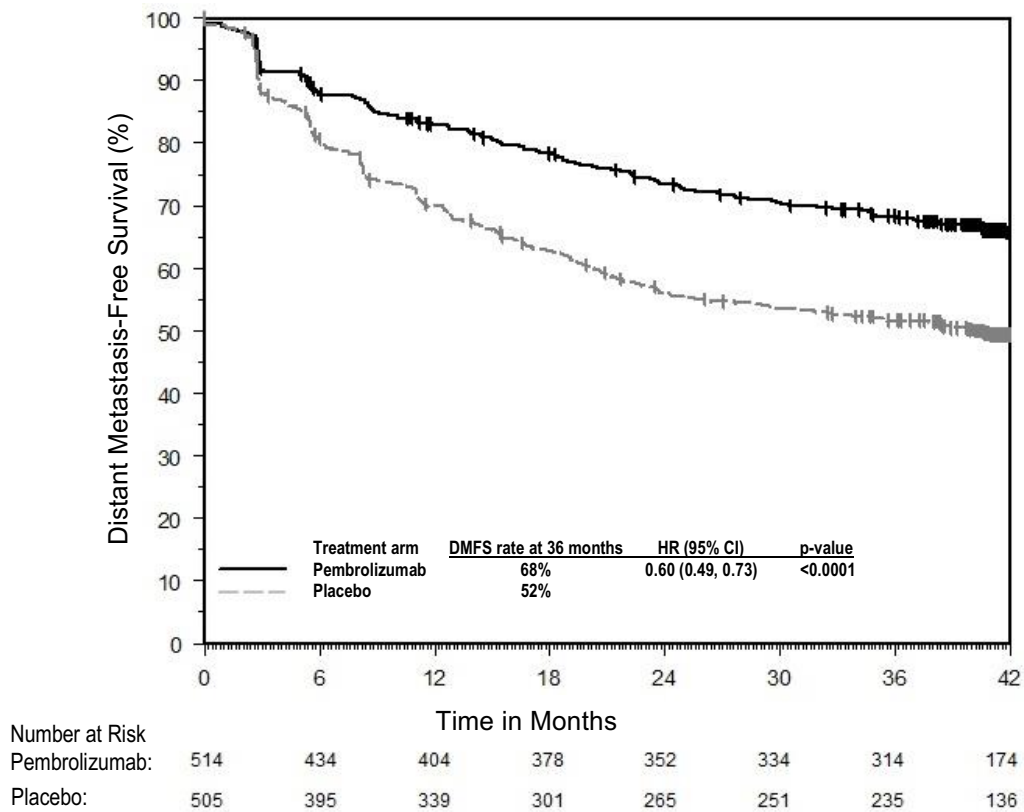 Distant Metastasis-Free Survival (%)
100
90
80
70
60
50
40
30
20
10
0
Treatment arm DMFS rate at 36 months HR (95% CI) p-value
Pembrolizumab 68% 0.60 (0.49, 0.73) <0.0001
Placebo 52%
0 6 12 18 24 30 36 42
Time in Months
Number at Risk
Pembrolizumab: 514 434 404 378 352 334 314 174
Placebo: 505 395 339 301 265 251 235 136